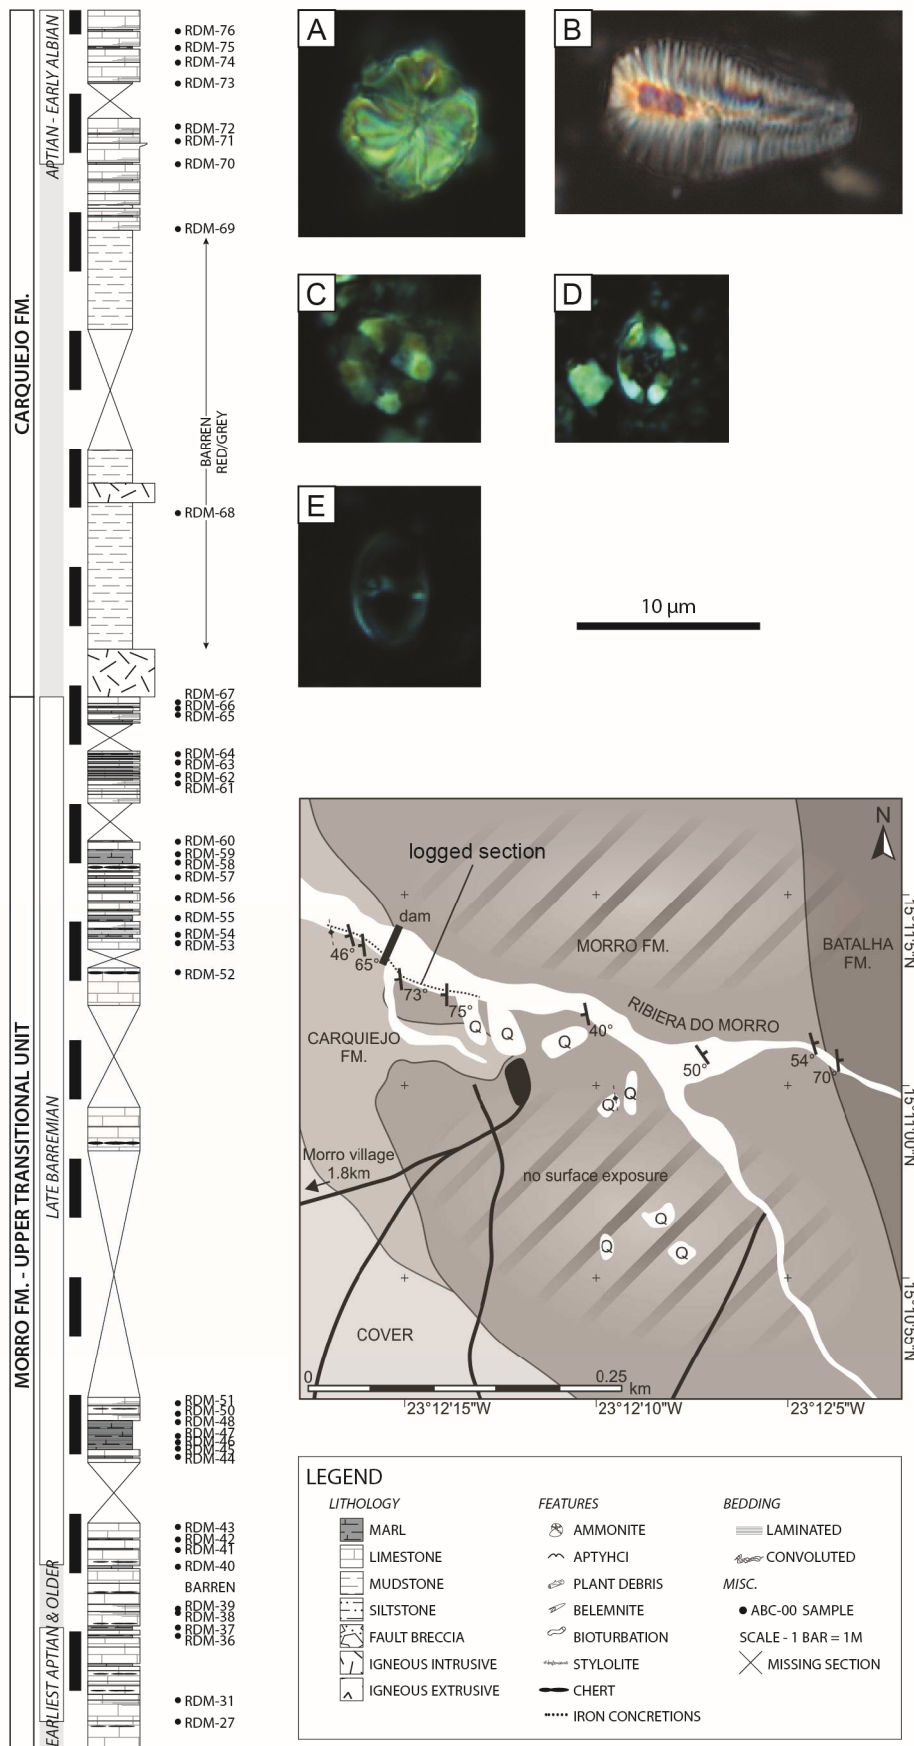 CARQUIEJO FM.
MORRO FM. - UPPER TRANSITIONAL UNIT
APTIAN - EARLY ALBIAN
LATE BARREMIAN
EARLIEST APTIAN & OLDER
RDM-76
RDM-75
RDM-74
RDM-73
RDM-72
RDM-71
RDM-70
RDM-69
BARREN
RED/GREY
RDM-68
RDM-67
RDM-66
RDM-65
RDM-64
RDM-63
RDM-62
RDM-61
RDM-60
RDM-59
RDM-58
RDM-57
RDM-56
RDM-55
RDM-54
RDM-53
RDM-52
RDM-51
RDM-50
RDM-48
RDM-47
RDM-46
RDM-45
RDM-44
RDM-43
RDM-42
RDM-41
RDM-40
BARREN
RDM-39
RDM-38
RDM-37
RDM-36
RDM-31
RDM-27
A
B
C
D
E
10 µm
N
logged section
dam
46°
65°
73°
75°
MORRO FM.
BATALHA
FM.
RIBIERA DO MORRO
CARQUIEJO
FM.
Q
Q
Q
40°
50°
54°
70°
Q
Q
Morro village
1.8km
no surface exposure
Q
Q
Q
COVER
0
0.25
km
23°12'15"W
23°12'10"W
23°12'5"W
15°11'5"N
15°11'00"N
15°10'55"N
LEGEND
LITHOLOGY
MARL
LIMESTONE
MUDSTONE
SILTSTONE
FAULT BRECCIA
IGNEOUS INTRUSIVE
IGNEOUS EXTRUSIVE
FEATURES
AMMONITE
APTYHCI
PLANT DEBRIS
BELEMNITE
BIOTURBATION
STYLOLITE
CHERT
IRON CONCRETIONS
BEDDING
LAMINATED
CONVOLUTED
MISC.
ABC-00 SAMPLE
SCALE - 1 BAR = 1M
MISSING SECTION